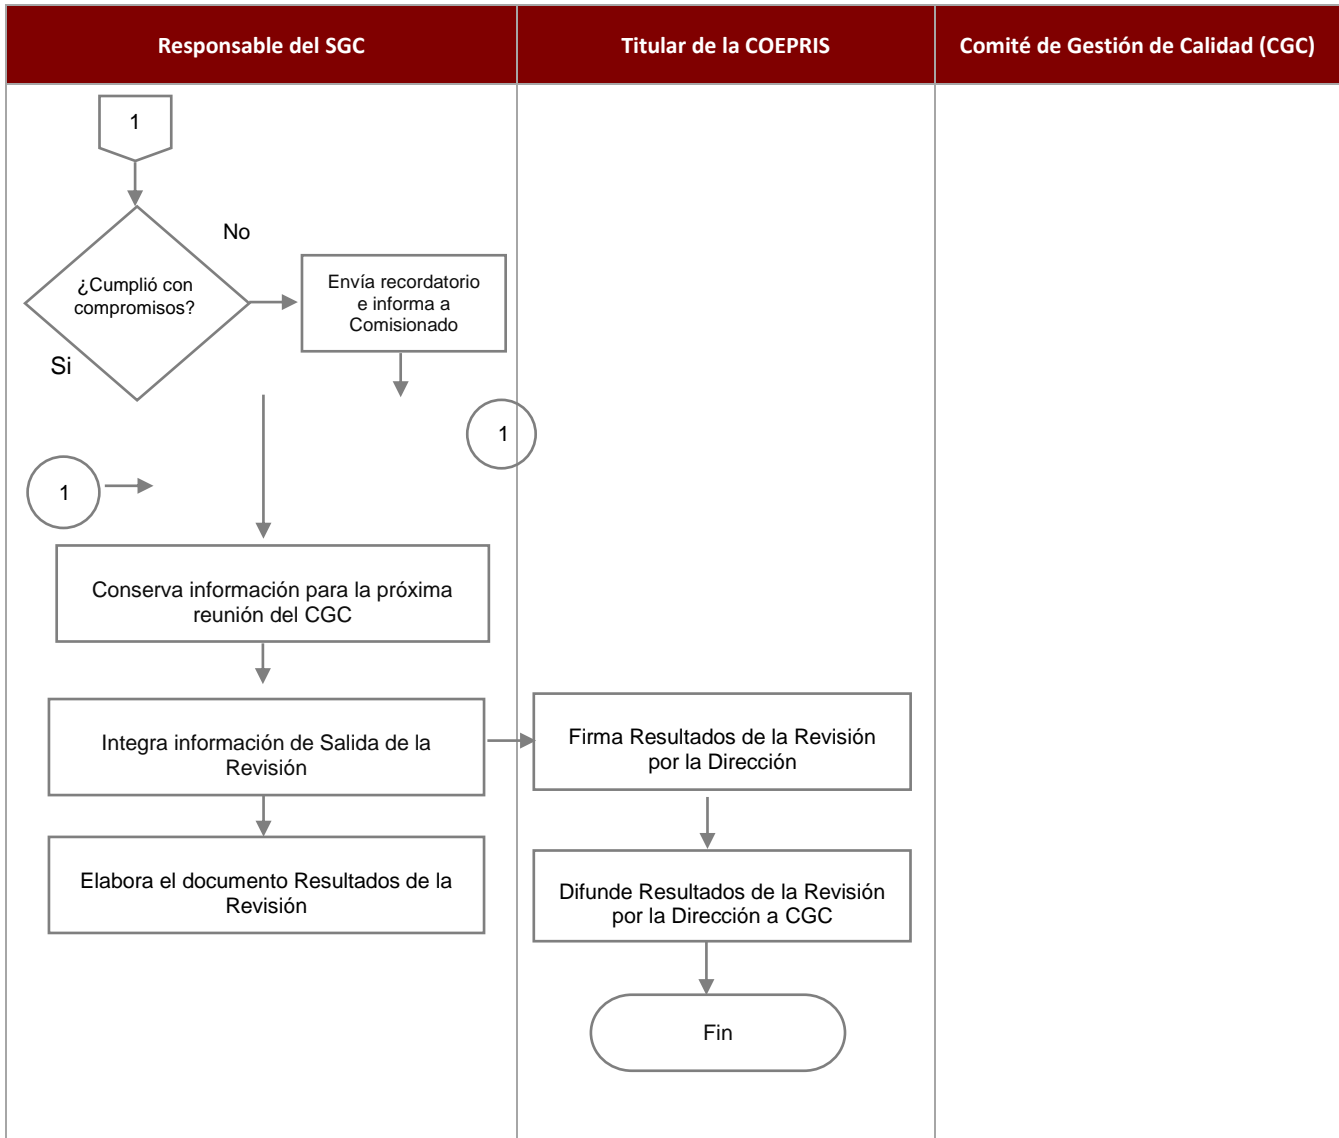 Responsable del SGC
Titular de la COEPRIS
Comité de Gestión de Calidad (CGC)
1
No
¿Cumplió con
compromisos?
Envía recordatorio
e informa a
Comisionado
Si
1
1
Conserva información para la próxima
reunión del CGC
Integra información de Salida de la
Revisión
Firma Resultados de la Revisión
por la Dirección
Elabora el documento Resultados de la
Revisión
Difunde Resultados de la Revisión
por la Dirección a CGC
Fin